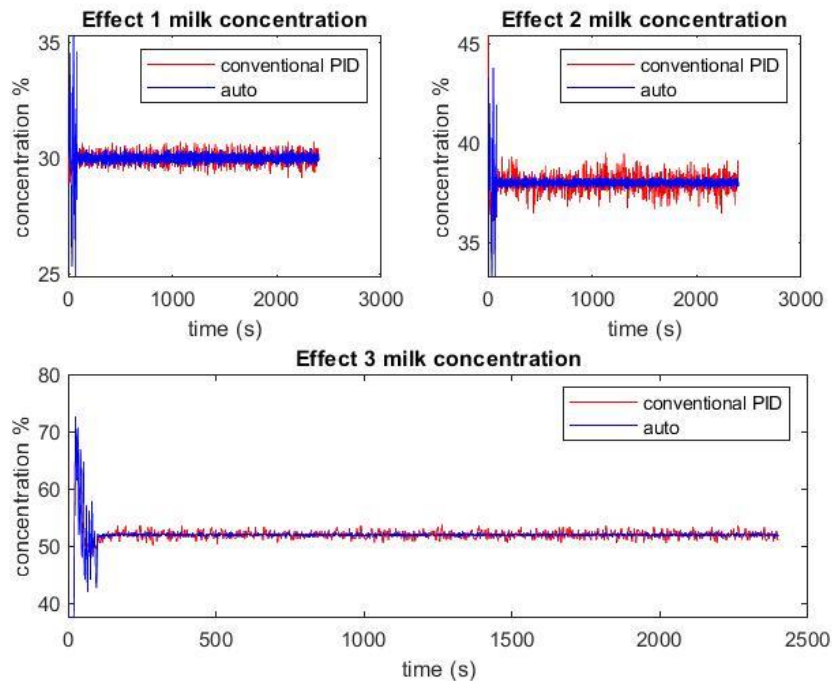 Effect 1 milk concentration
35
30
25
concentration %
conventional PID
auto
0
1000
2000
3000
time (s)
Effect 2 milk concentration
45
40
35
concentration %
conventional PID
auto
0
1000
2000
3000
time (s)
Effect 3 milk concentration
80
70
60
50
40
concentration %
conventional PID
auto
0
500
1000
1500
2000
2500
time (s)